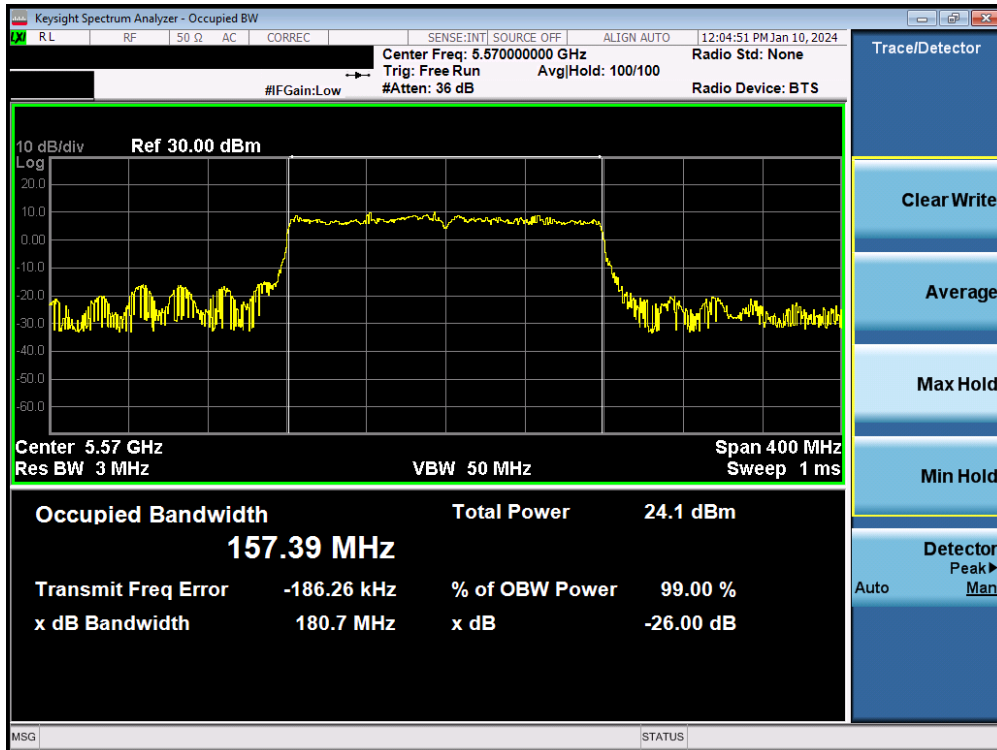 Keysight Spectrum Analyzer - Occupied BW
LXI RL RF 50 Ω AC CORREC SENSE:INT SOURCE OFF ALIGN AUTO 12:04:51 PM Jan 10, 2024
Center Freq: 5.570000000 GHz Radio Std: None
Trig: Free Run Avg|Hold: 100/100
#IFGain:Low #Atten: 36 dB Radio Device: BTS
10 dB/div Ref 30.00 dBm
Log
20.0
10.0
0.00
-10.0
-20.0
-30.0
-40.0
-50.0
-60.0
Center 5.57 GHz Span 400 MHz
Res BW 3 MHz VBW 50 MHz Sweep 1 ms
Occupied Bandwidth Total Power 24.1 dBm
157.39 MHz
Transmit Freq Error -186.26 kHz % of OBW Power 99.00 %
x dB Bandwidth 180.7 MHz x dB -26.00 dB
Trace/Detector
Clear Write
Average
Max Hold
Min Hold
Detector
Peak▶
Auto Man
MSG STATUS